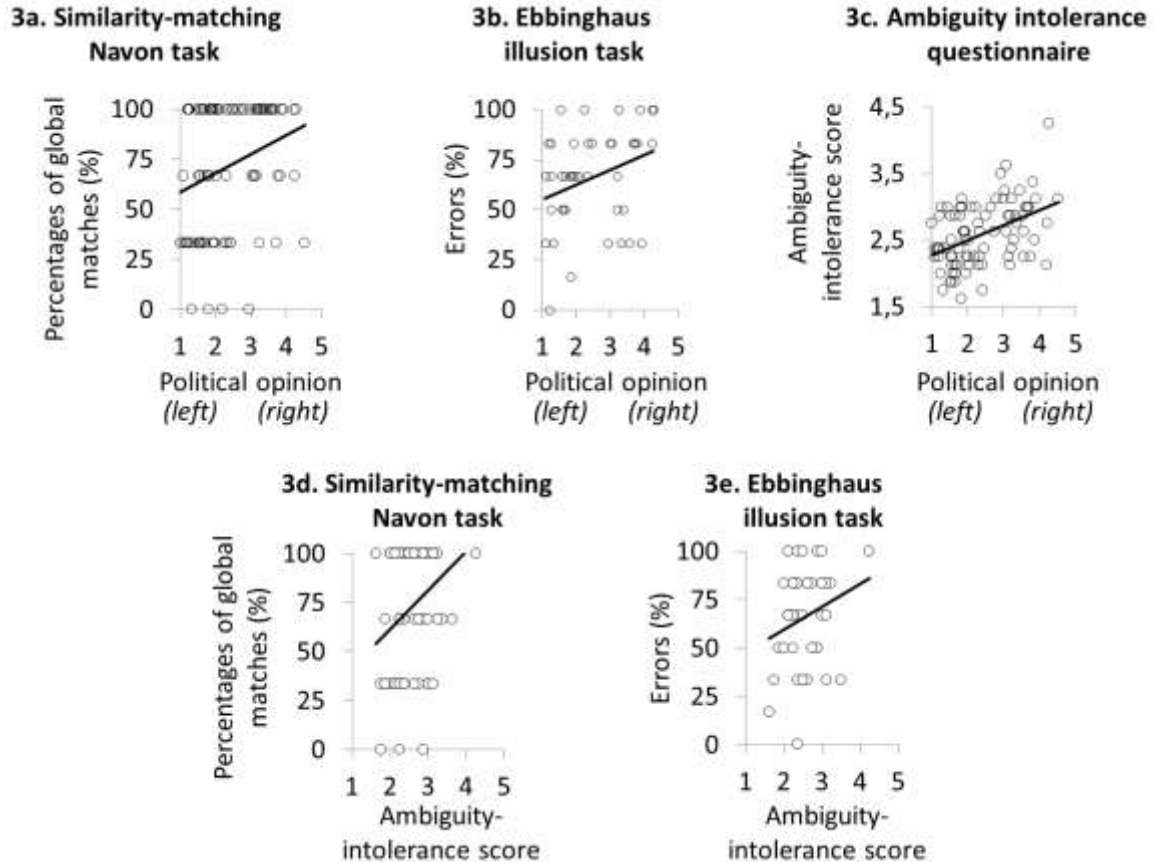 3a. Similarity-matching
Navon task
Percentages of global
matches (%)
100
75
50
25
0
1 2 3 4 5
Political opinion
(left) (right)
3b. Ebbinghaus
illusion task
Errors (%)
100
75
50
25
0
1 2 3 4 5
Political opinion
(left) (right)
3c. Ambiguity intolerance
questionnaire
Ambiguity-
intolerance score
4,5
3,5
2,5
1,5
1 2 3 4 5
Political opinion
(left) (right)
3d. Similarity-matching
Navon task
Percentages of global
matches (%)
100
75
50
25
0
1 2 3 4 5
Ambiguity-
intolerance score
3e. Ebbinghaus
illusion task
Errors (%)
100
75
50
25
0
1 2 3 4 5
Ambiguity-
intolerance score